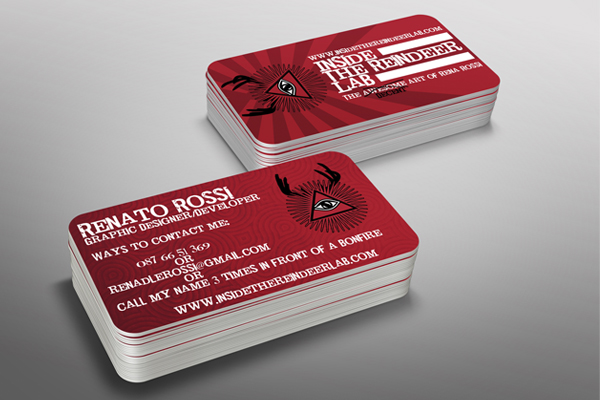 WWW.INSIDETHEREINDEERLAB.COM
INSIDE
THE REINDEER
LAB
THE AWESOME ART OF RENA ROSSI
DECENT
RENATO ROSSI
GRAPHIC DESIGNER/DEVELOPER
WAYS TO CONTACT ME:
087 66 51 369
OR
RENADLEROSSI@GMAIL.COM
OR
CALL MY NAME 3 TIMES IN FRONT OF A BONFIRE
WWW.INSIDETHEREINDEERLAB.COM